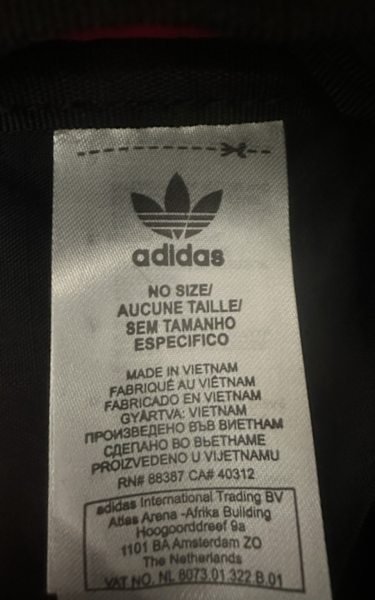 adidas
NO SIZE/
AUCUNE TAILLE/
SEM TAMANHO
ESPECIFICO
MADE IN VIETNAM
FABRIQUÉ AU VIÊTNAM
FABRICADO EN VIETNAM
GYÁRTVA: VIETNAM
ПРОИЗВЕДЕНО ВЪВ ВИЕТНАМ
СДЕЛАНО ВО ВЬЕТНАМЕ
PROIZVEDENO U VIJETNAMU
RN# 88387 CA# 40312
adidas International Trading BV
Atlas Arena -Afrika Building
Hoogoorddreef 9a
1101 BA Amsterdam ZO
The Netherlands
VAT NO. NL 8073.01.322.B.01